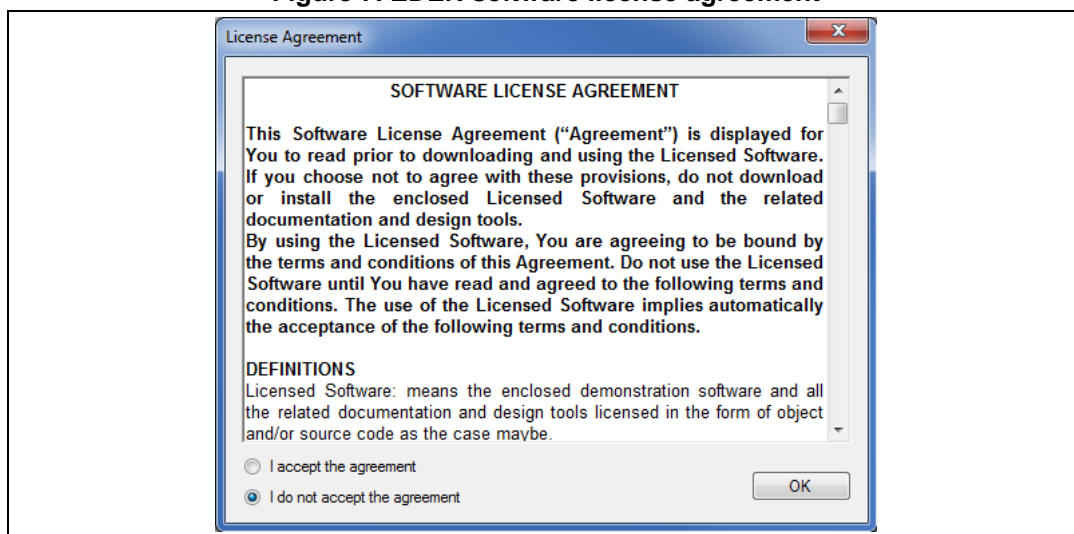 License Agreement
SOFTWARE LICENSE AGREEMENT
This Software License Agreement (“Agreement”) is displayed for
You to read prior to downloading and using the Licensed Software.
If you choose not to agree with these provisions, do not download
or install the enclosed Licensed Software and the related
documentation and design tools.
By using the Licensed Software, You are agreeing to be bound by
the terms and conditions of this Agreement. Do not use the Licensed
Software until You have read and agreed to the following terms and
conditions. The use of the Licensed Software implies automatically
the acceptance of the following terms and conditions.
DEFINITIONS
Licensed Software: means the enclosed demonstration software and all
the related documentation and design tools licensed in the form of object
and/or source code as the case maybe.
I accept the agreement
I do not accept the agreement
OK